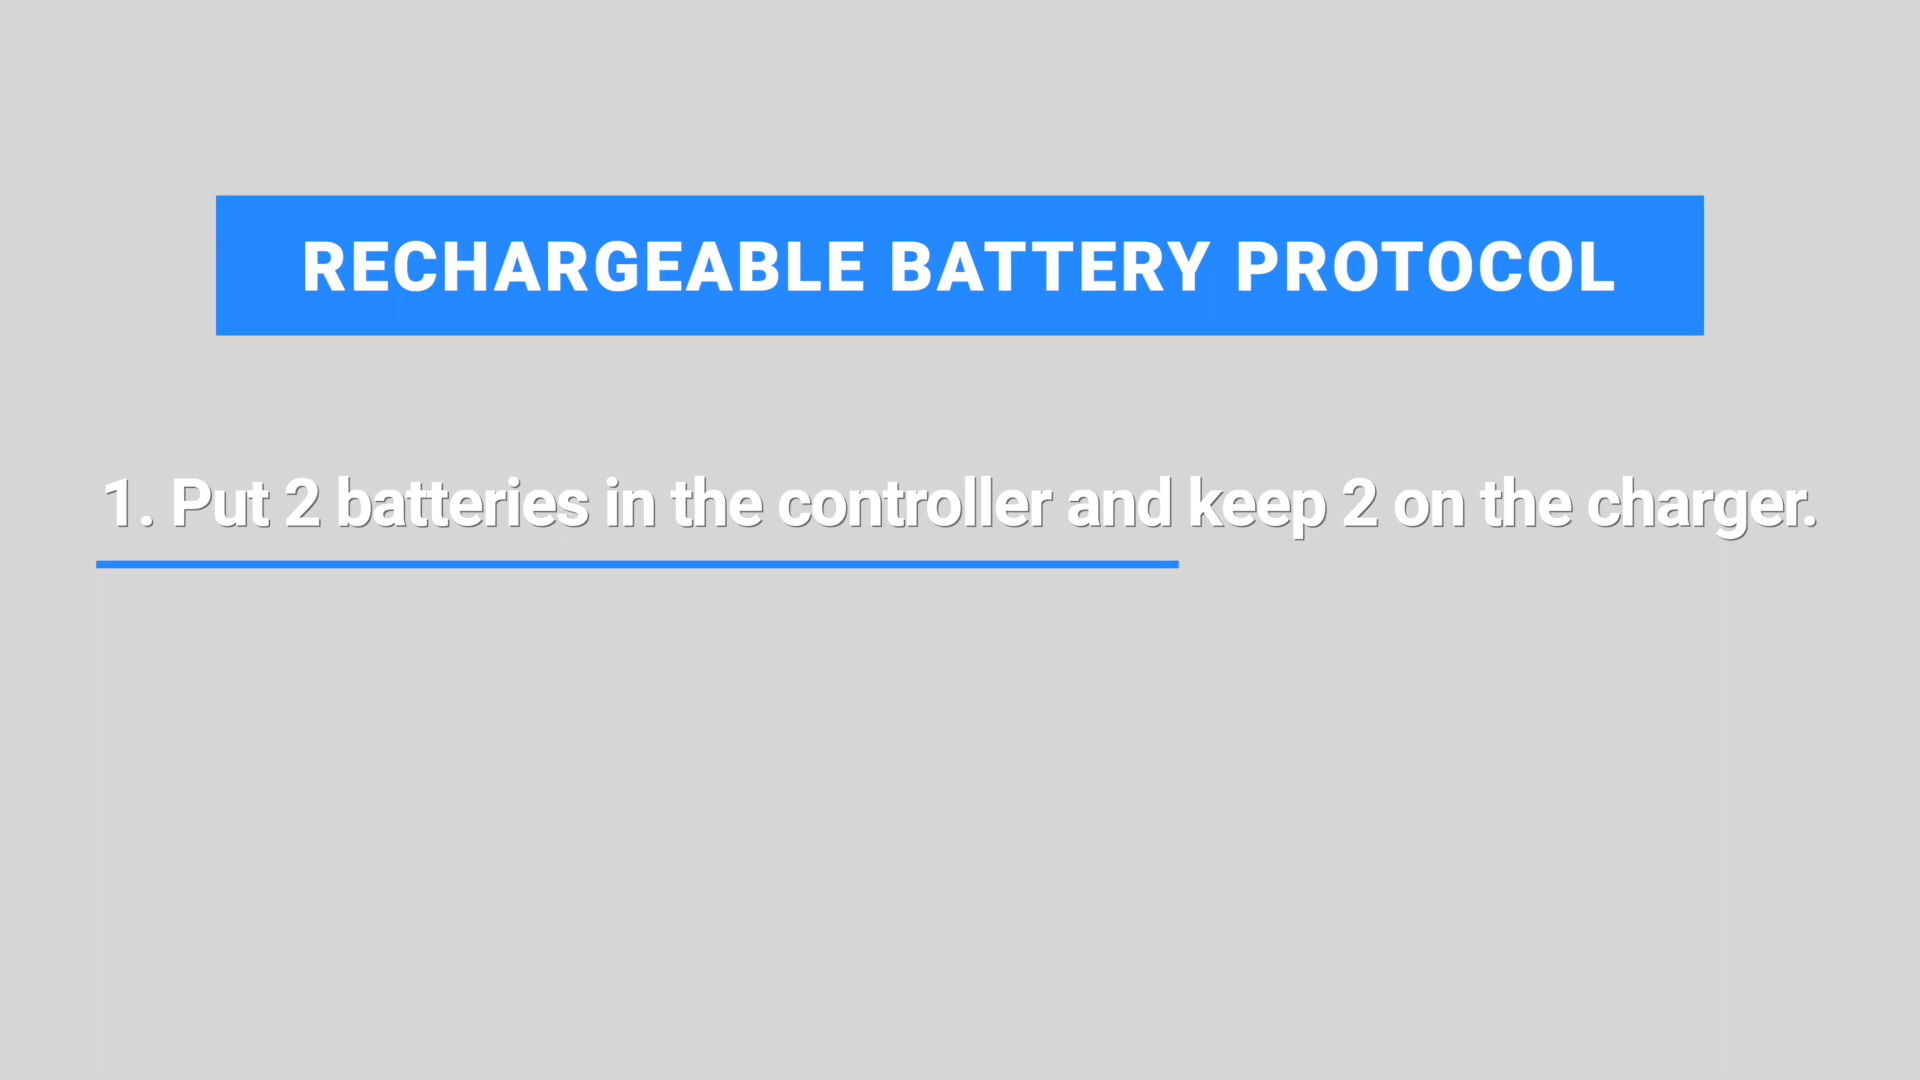 RECHARGEABLE BATTERY PROTOCOL
1. Put 2 batteries in the controller and keep 2 on the charger.